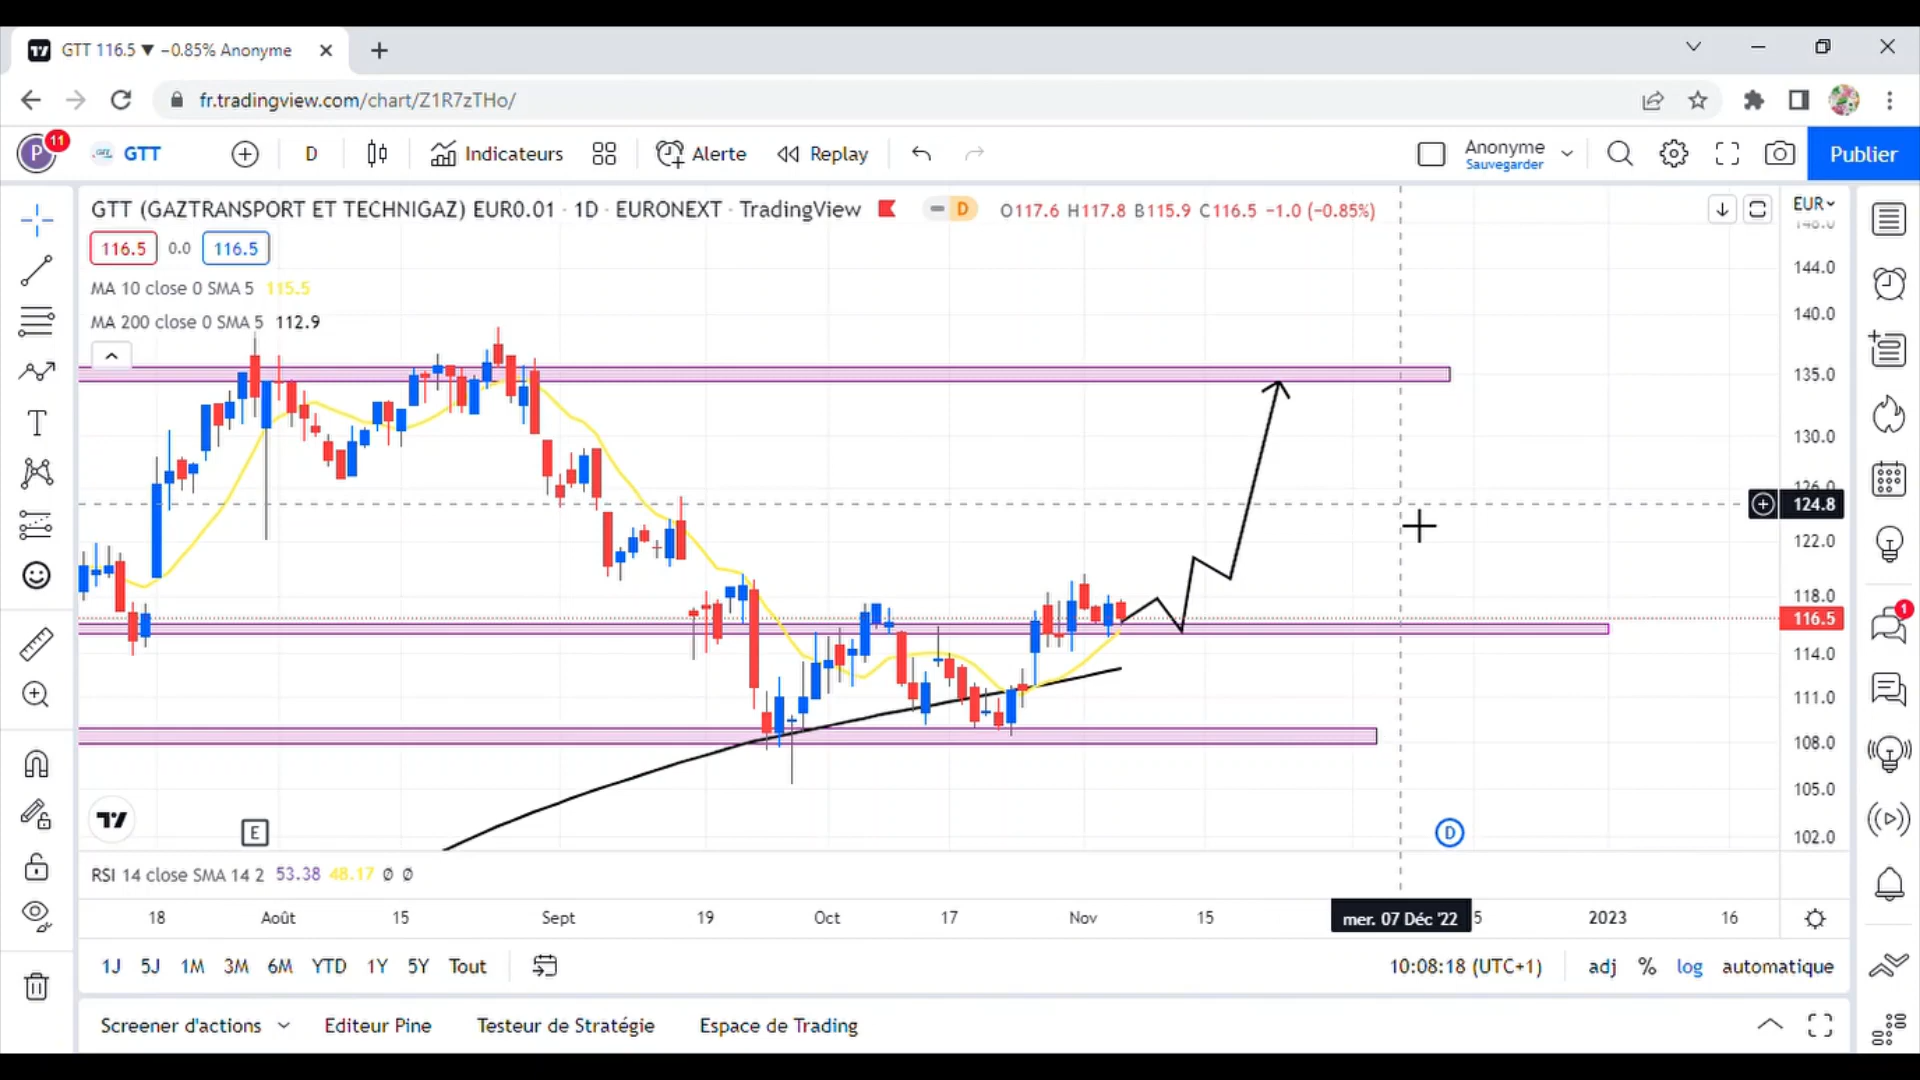 GTT 116.5 ▼ −0.85% Anonyme
fr.tradingview.com/chart/Z1R7zTHo/
P 11 GTT D Indicateurs Alerte Replay Anonyme Publier
Sauvegarder
GTT (GAZTRANSPORT ET TECHNIGAZ) EUR0.01 · 1D · EURONEXT · TradingView D O117.6 H117.8 B115.9 C116.5 −1.0 (−0.85%) EUR
116.5 0.0 116.5
MA 10 close 0 SMA 5 115.5
MA 200 close 0 SMA 5 112.9
148.0
144.0
140.0
135.0
130.0
126.0
124.8
122.0
118.0
116.5
114.0
111.0
108.0
105.0
102.0
1
E D
RSI 14 close SMA 14 2 53.38 48.17 Ø Ø
18 Août 15 Sept 19 Oct 17 Nov 15 mer. 07 Déc '22 5 2023 16
1J 5J 1M 3M 6M YTD 1Y 5Y Tout 10:08:18 (UTC+1) adj % log automatique
Screener d'actions Editeur Pine Testeur de Stratégie Espace de Trading